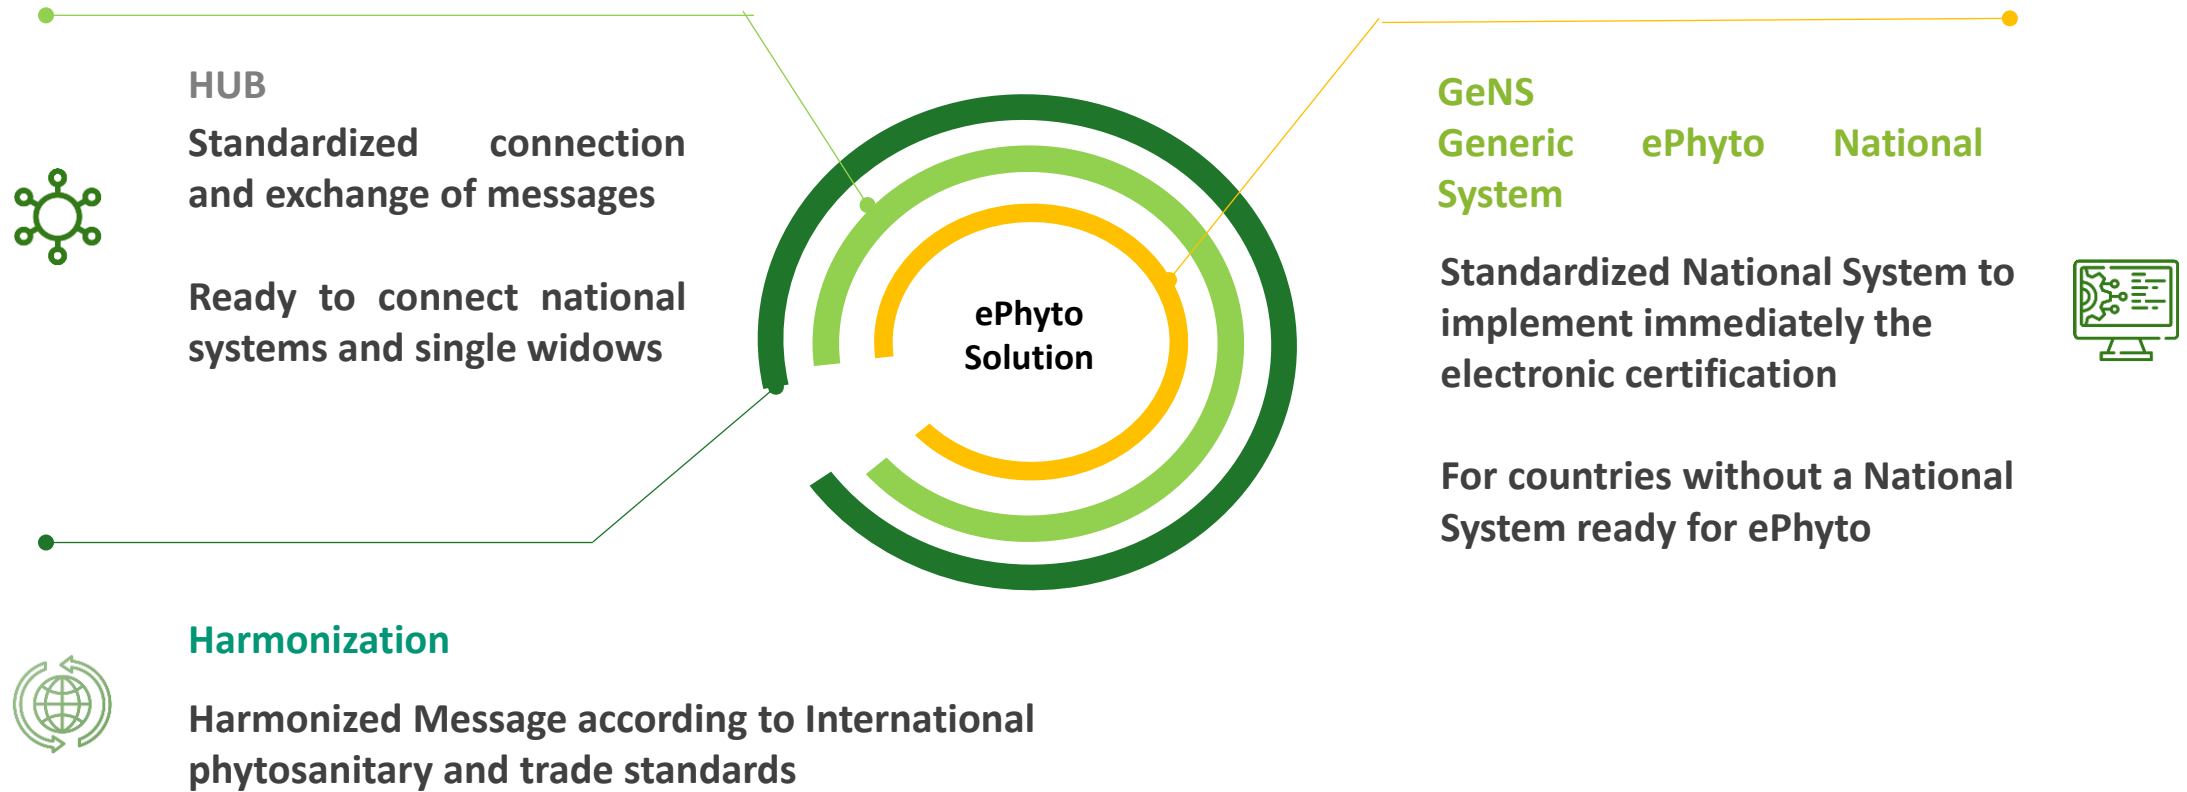 HUB
Standardized connection
and exchange of messages
Ready to connect national
systems and single widows
ePhyto
Solution
GeNS
Generic ePhyto National
System
Standardized National System to
implement immediately the
electronic certification
For countries without a National
System ready for ePhyto
Harmonization
Harmonized Message according to International
phytosanitary and trade standards